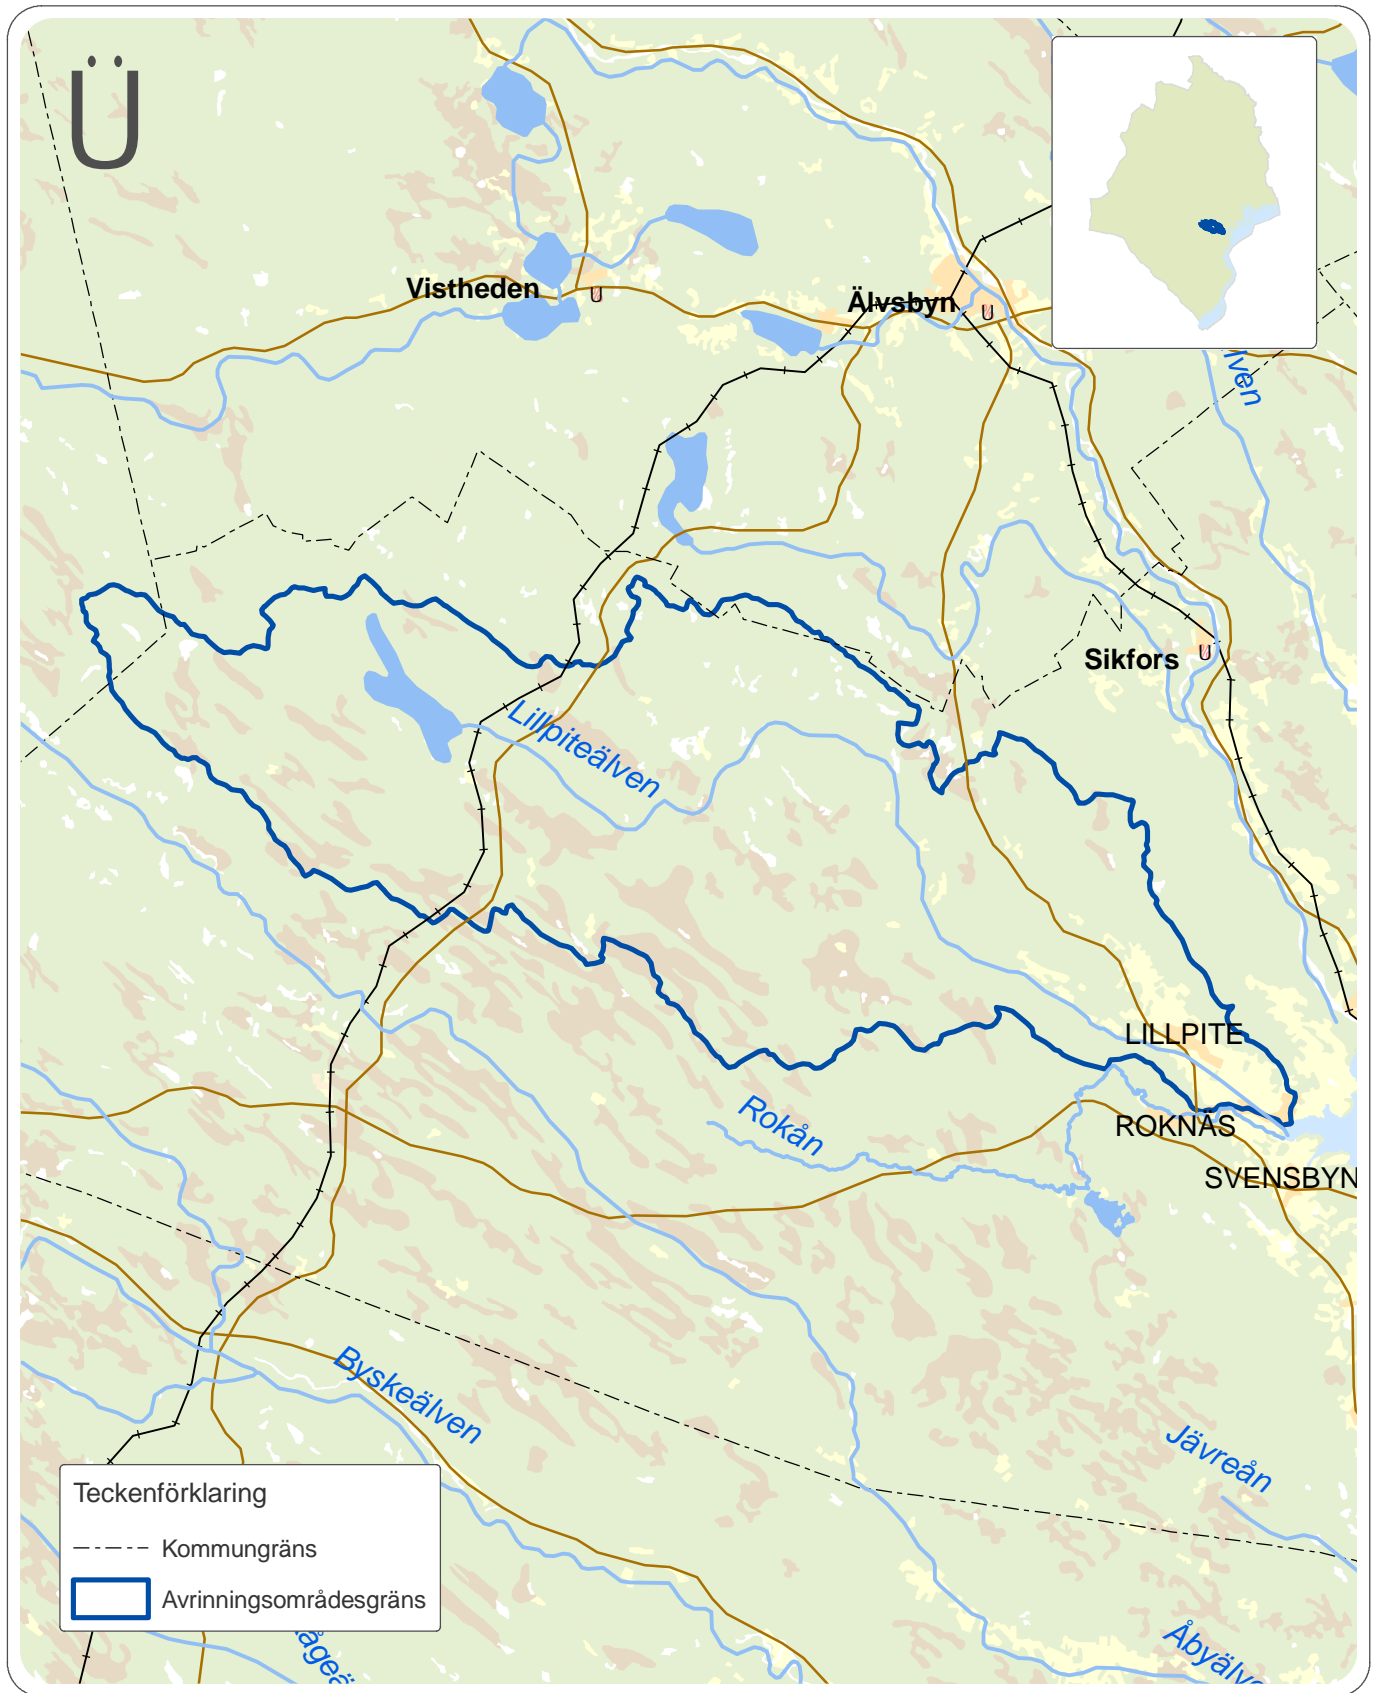 Ü
Vistheden
U
Älvsbyn
U
Sikfors
U
Lillpiteälven
LILLPITE
ROKNÄS
SVENSBYN
Rokån
Byskeälven
Jävreån
Teckenförklaring
Kommungräns
Avrinningsområdesgräns